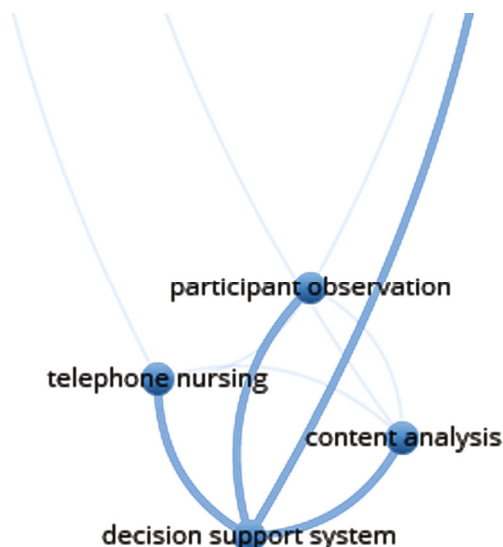 participant observation
telephone nursing
content analysis
decision support system